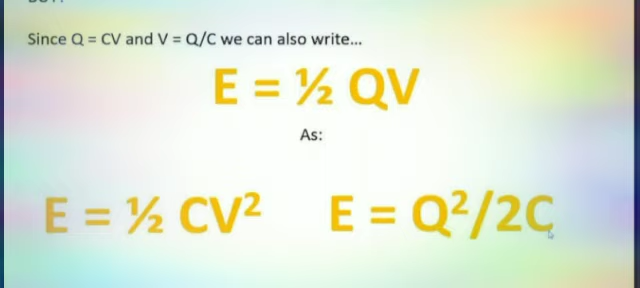 Since Q = CV and V = Q/C we can also write...
E = ½ QV
As:
E = ½ CV² E = Q²/2C